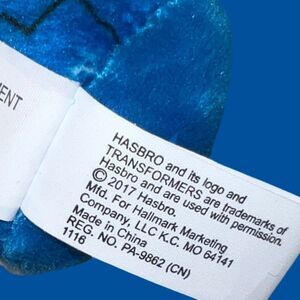 MENT
HASBRO and its logo and
TRANSFORMERS are trademarks of
Hasbro and are used with permission.
© 2017 Hasbro.
Mfd. For Hallmark Marketing
Company, LLC K.C. MO 64141
Made in China
REG. NO. PA-9862 (CN)
1116